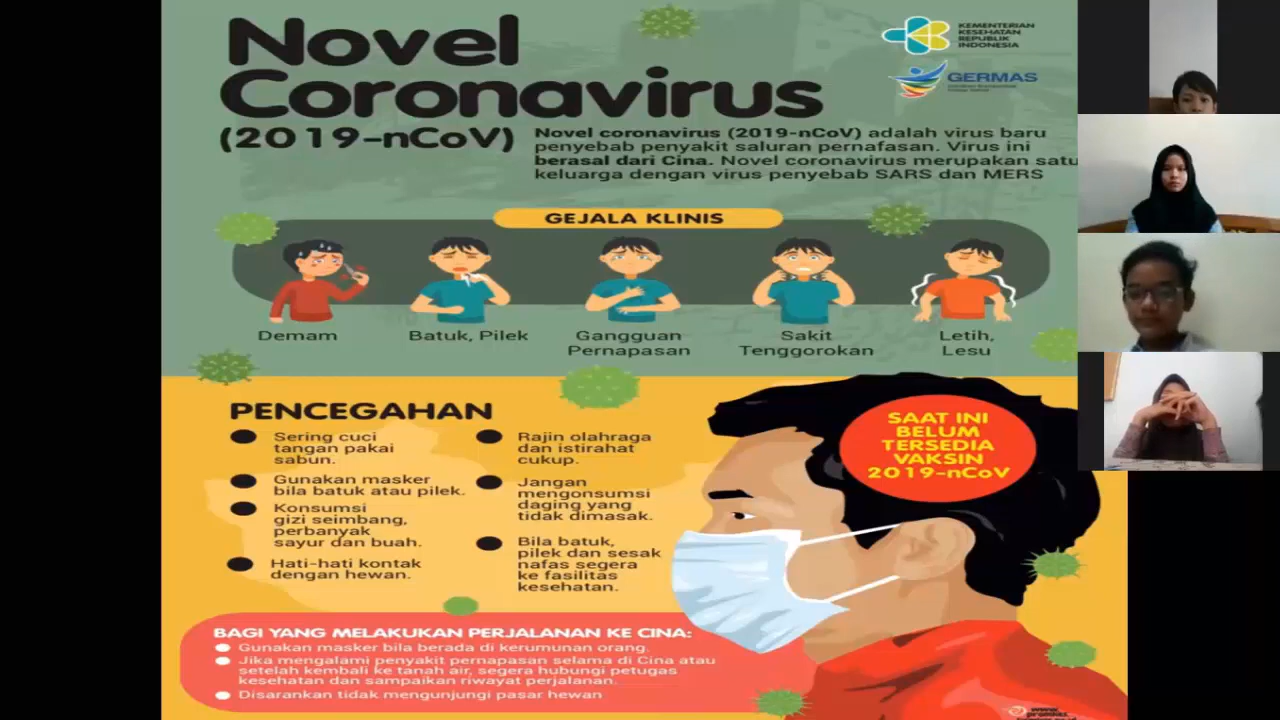 Novel
Coronavirus
(2019-nCoV)
KEMENTERIAN
KESEHATAN
REPUBLIK
INDONESIA
GERMAS
Novel coronavirus (2019-nCoV) adalah virus baru
penyebab penyakit saluran pernafasan. Virus ini
berasal dari Cina. Novel coronavirus merupakan satu
keluarga dengan virus penyebab SARS dan MERS
GEJALA KLINIS
Demam
Batuk, Pilek
Gangguan
Pernapasan
Sakit
Tenggorokan
Letih,
Lesu
PENCEGAHAN
Sering cuci
tangan pakai
sabun.
Gunakan masker
bila batuk atau pilek.
Konsumsi
gizi seimbang,
perbanyak
sayur dan buah.
Hati-hati kontak
dengan hewan.
Rajin olahraga
dan istirahat
cukup.
Jangan
mengonsumsi
daging yang
tidak dimasak.
Bila batuk,
pilek dan sesak
nafas segera
ke fasilitas
kesehatan.
SAAT INI
BELUM
TERSEDIA
VAKSIN
2019-nCoV
BAGI YANG MELAKUKAN PERJALANAN KE CINA:
Gunakan masker bila berada di kerumunan orang.
Jika mengalami penyakit pernapasan selama di Cina atau
setelah kembali ke tanah air, segera hubungi petugas
kesehatan dan sampaikan riwayat perjalanan.
Disarankan tidak mengunjungi pasar hewan